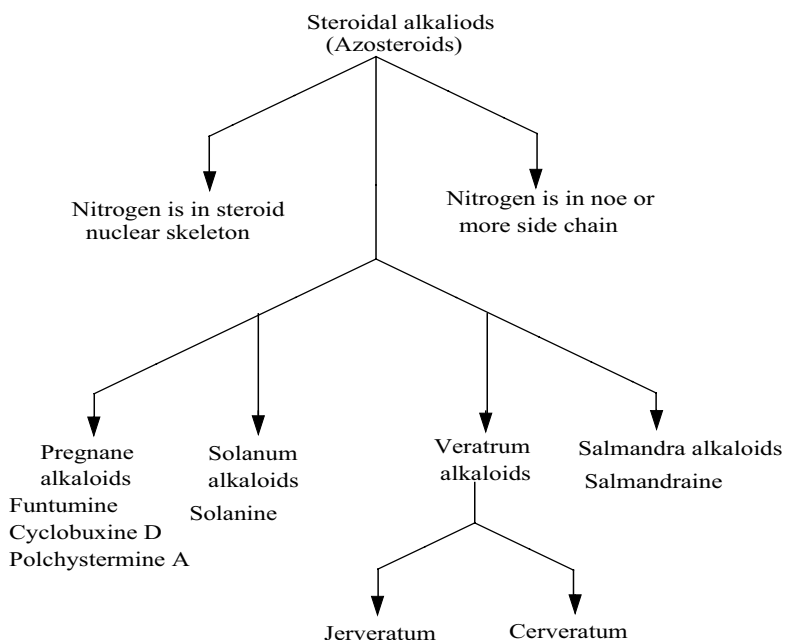 Steroidal alkaliods
(Azosteroids)
Nitrogen is in steroid
nuclear skeleton
Nitrogen is in noe or
more side chain
Pregnane
alkaloids
Funtumine
Cyclobuxine D
Polchystermine A
Solanum
alkaloids
Solanine
Veratrum
alkaloids
Salmandra alkaloids
Salmandraine
Jerveratum
Cerveratum